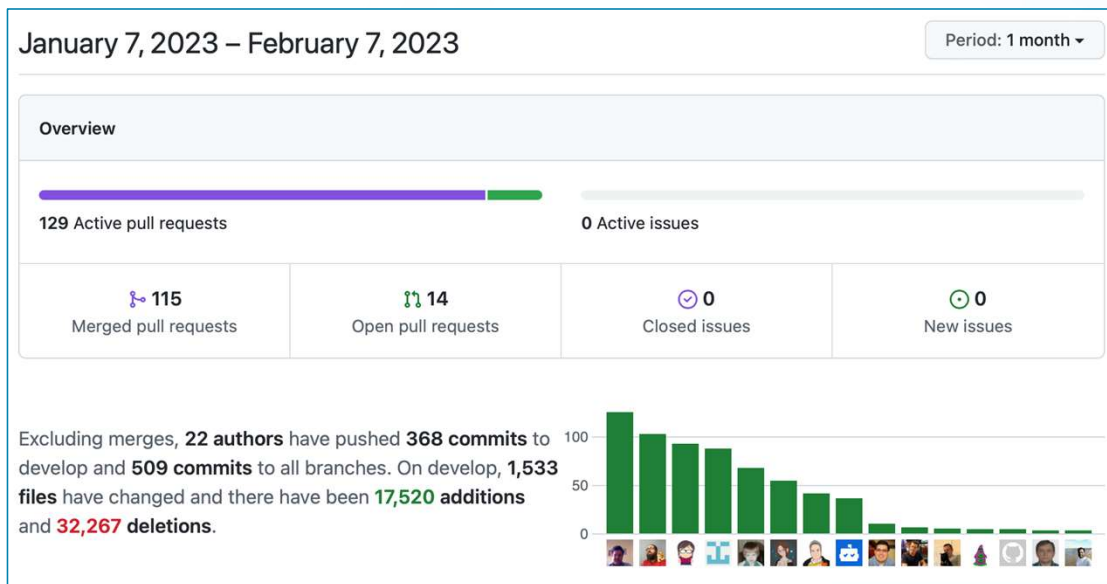 January 7, 2023 – February 7, 2023
Period: 1 month
Overview
129 Active pull requests
0 Active issues
115
Merged pull requests
14
Open pull requests
0
Closed issues
0
New issues
Excluding merges, 22 authors have pushed 368 commits to
develop and 509 commits to all branches. On develop, 1,533
files have changed and there have been 17,520 additions
and 32,267 deletions.
100
50
0